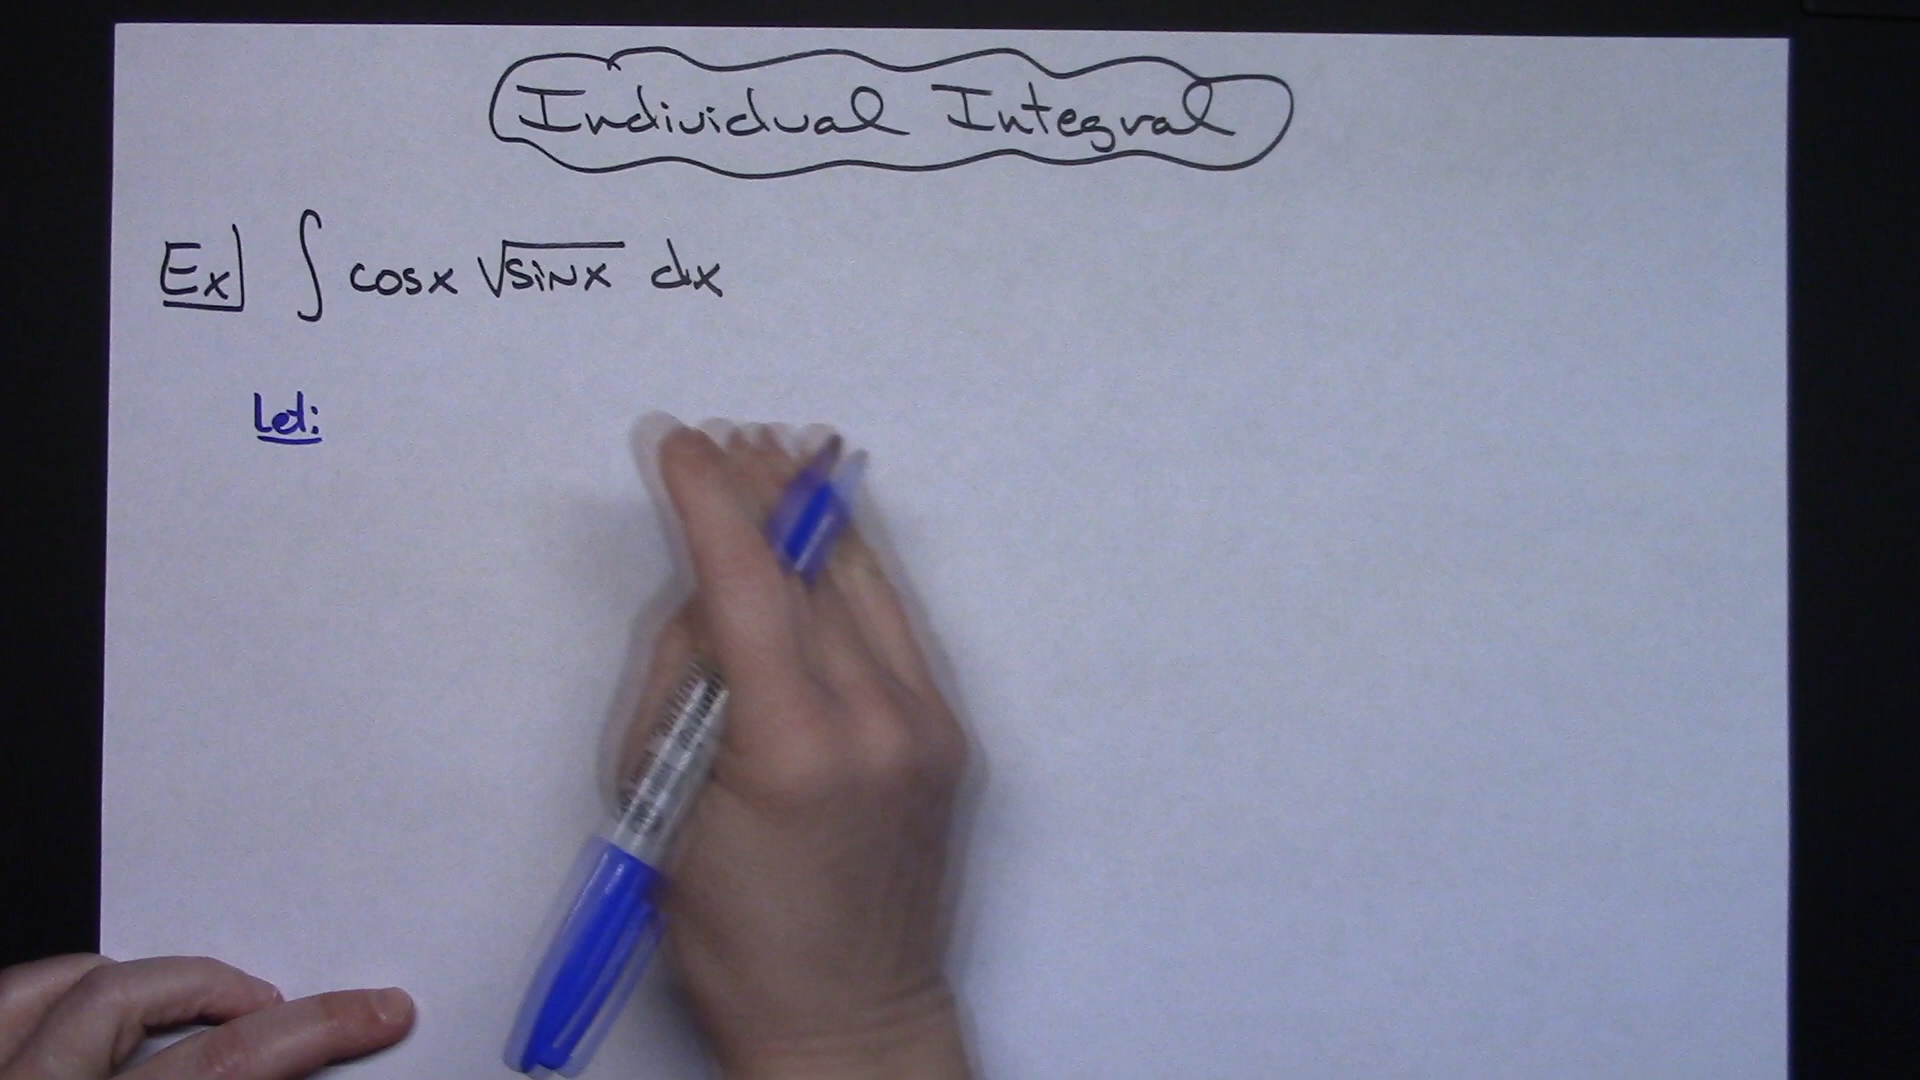 Individual Integral
Ex] ∫ cosx √sinx dx
Let: